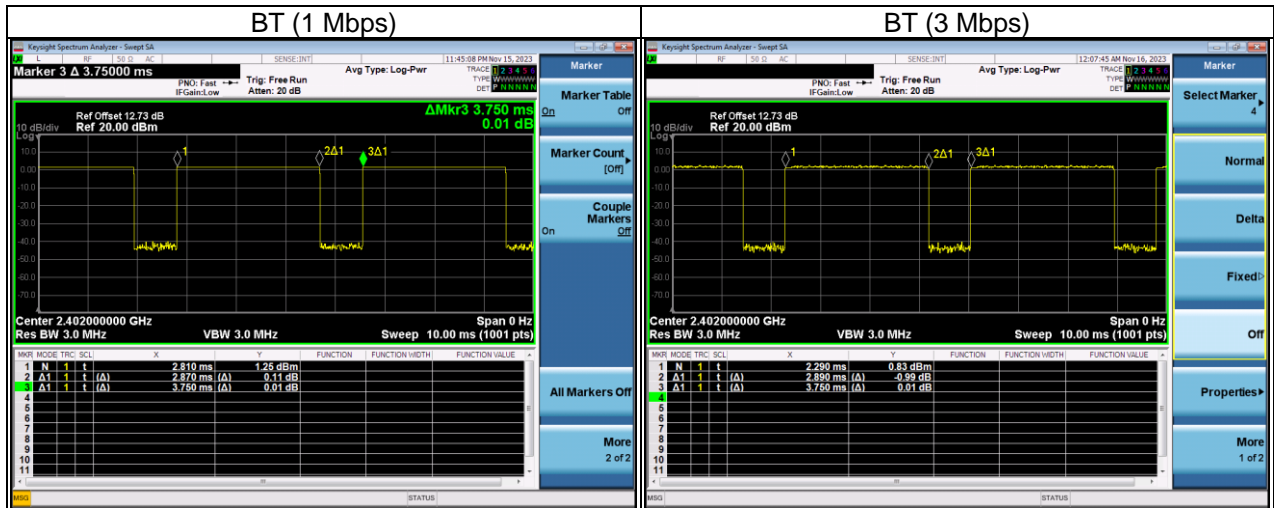 BT (1 Mbps)
Keysight Spectrum Analyzer - Swept SA
L RF 50 Ω AC SENSE:INT 11:45:08 PM Nov 15, 2023
Marker 3 Δ 3.75000 ms
PNO: Fast
IFGain:Low
Trig: Free Run
Atten: 20 dB
Avg Type: Log-Pwr
TRACE 1 2 3 4 5 6
TYPE WWWWWW
DET P NNNNN
Ref Offset 12.73 dB
Ref 20.00 dBm
10 dB/div
Log
ΔMkr3 3.750 ms
0.01 dB
10.0
0.00
-10.0
-20.0
-30.0
-40.0
-50.0
-60.0
-70.0
1
2Δ1
3Δ1
Center 2.402000000 GHz
Span 0 Hz
Res BW 3.0 MHz
VBW 3.0 MHz
Sweep 10.00 ms (1001 pts)
MKR MODE TRC SCL X Y FUNCTION FUNCTION WIDTH FUNCTION VALUE
1 N 1 t 2.810 ms 1.25 dBm
2 Δ1 1 t (Δ) 2.870 ms (Δ) 0.11 dB
3 Δ1 1 t (Δ) 3.750 ms (Δ) 0.01 dB
4
5
6
7
8
9
10
11
MSG
STATUS
Marker
Marker Table
On Off
Marker Count
[Off]
Couple
Markers
On Off
All Markers Off
More
2 of 2
BT (3 Mbps)
Keysight Spectrum Analyzer - Swept SA
RF 50 Ω AC SENSE:INT 12:07:45 AM Nov 16, 2023
PNO: Fast
IFGain:Low
Trig: Free Run
Atten: 20 dB
Avg Type: Log-Pwr
TRACE 1 2 3 4 5 6
TYPE WWWWWW
DET P NNNNN
Ref Offset 12.73 dB
Ref 20.00 dBm
10 dB/div
Log
10.0
0.00
-10.0
-20.0
-30.0
-40.0
-50.0
-60.0
-70.0
1
2Δ1
3Δ1
Center 2.402000000 GHz
Span 0 Hz
Res BW 3.0 MHz
VBW 3.0 MHz
Sweep 10.00 ms (1001 pts)
MKR MODE TRC SCL X Y FUNCTION FUNCTION WIDTH FUNCTION VALUE
1 N 1 t 2.290 ms 0.83 dBm
2 Δ1 1 t (Δ) 2.890 ms (Δ) -0.99 dB
3 Δ1 1 t (Δ) 3.750 ms (Δ) 0.01 dB
4
5
6
7
8
9
10
11
MSG
STATUS
Marker
Select Marker
4
Normal
Delta
Fixed
Off
Properties
More
1 of 2